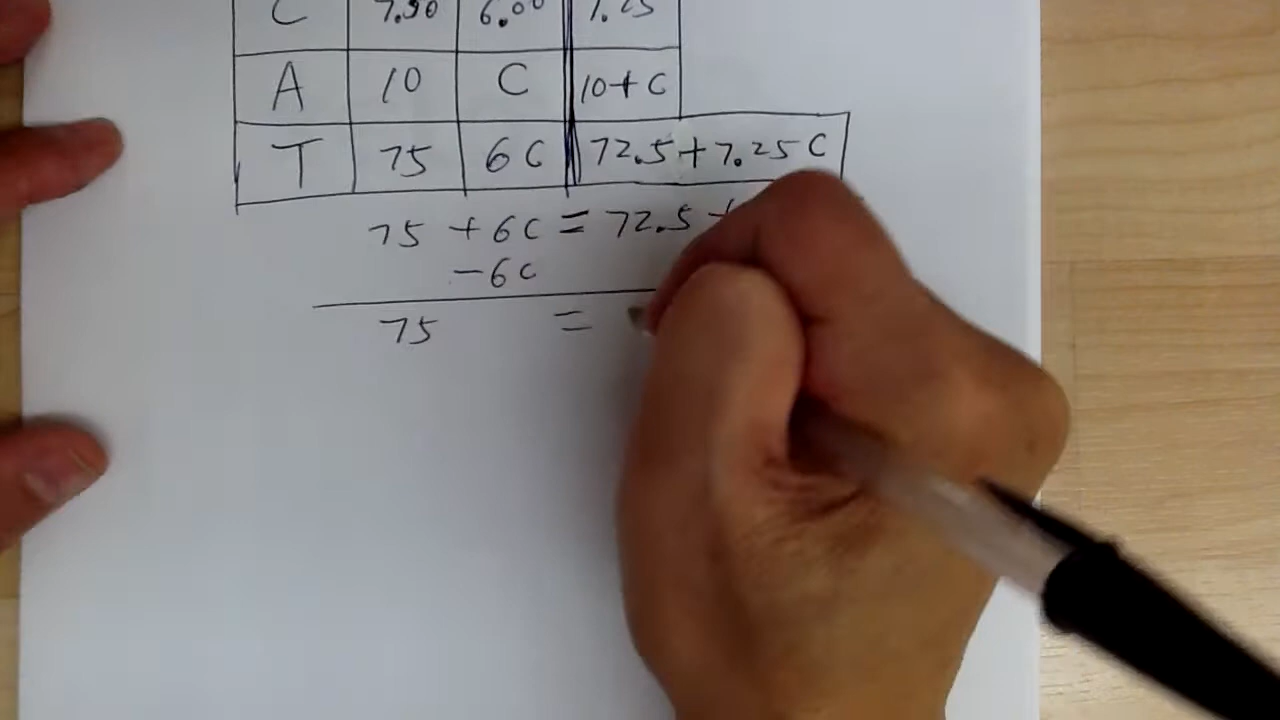 C 7.50 6.00 7.25
A 10 C 10+C
T 75 6C 72.5+7.25C
75 +6C = 72.5+
-6C
75 =